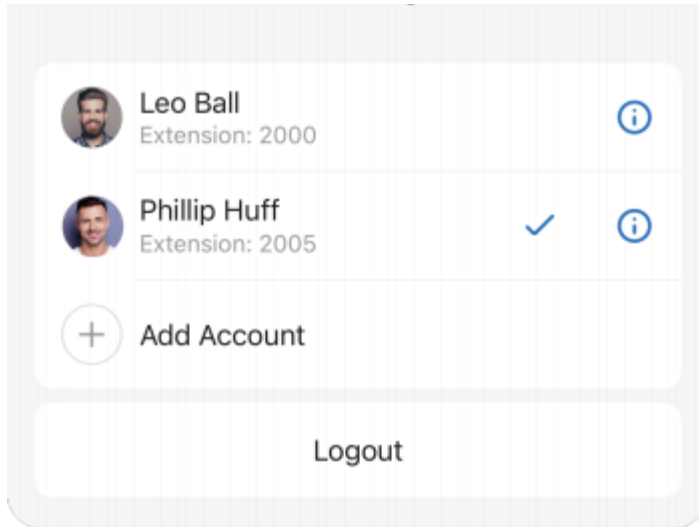 Leo Ball
Extension: 2000
Phillip Huff
Extension: 2005
Add Account
Logout